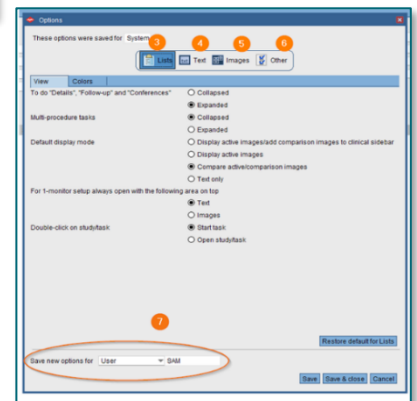 Options
These options were saved for System
3 4 5 6
Lists Text Images Other
View Colors
To do "Details", "Follow-up" and "Conferences" Collapsed
Expanded
Multi-procedure tasks Collapsed
Expanded
Default display mode Display active images/add comparison images to clinical sidebar
Display active images
Compare active/comparison images
Text only
For 1-monitor setup always open with the following area on top
Text
Images
Double-click on study/task Start task
Open study/task
7
Restore default for Lists
Save new options for User SAM
Save Save & close Cancel